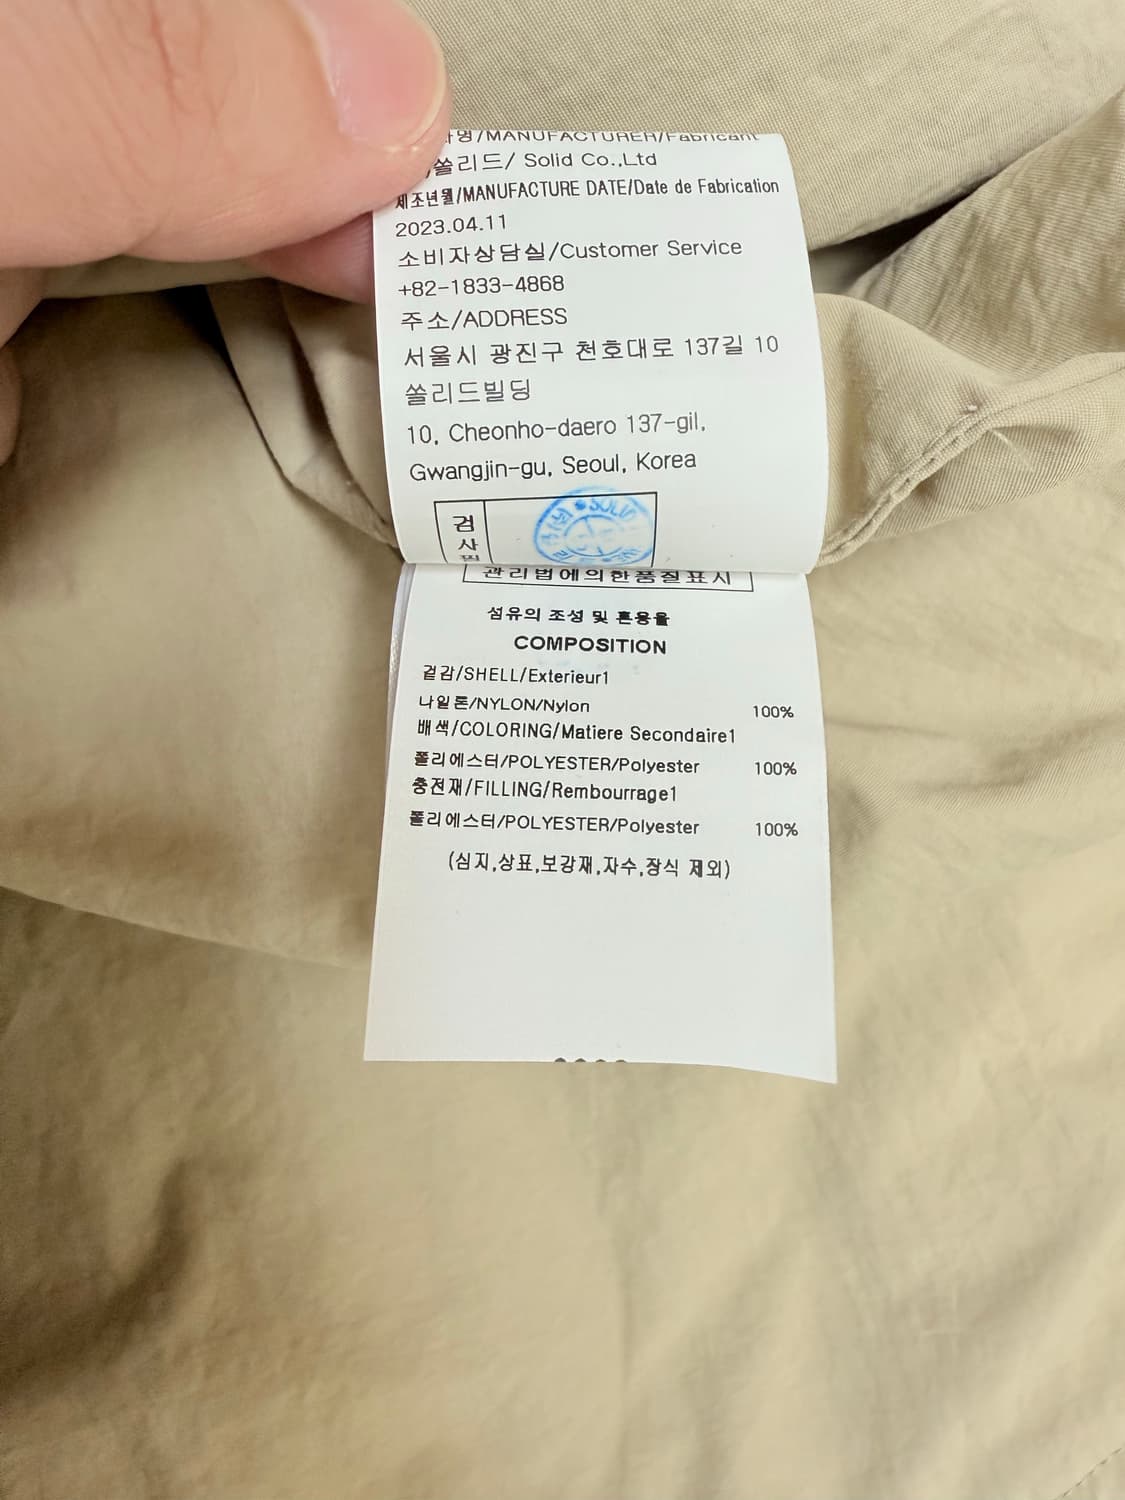 자명/MANUFACTURER/Fabricant
쏠리드/ Solid Co.,Ltd
제조년월/MANUFACTURE DATE/Date de Fabrication
2023.04.11
소비자상담실/Customer Service
+82-1833-4868
주소/ADDRESS
서울시 광진구 천호대로 137길 10
쏠리드빌딩
10, Cheonho-daero 137-gil,
Gwangjin-gu, Seoul, Korea
검사필
SOLID
관리법에의한품질표시
섬유의 조성 및 혼용율
COMPOSITION
겉감/SHELL/Exterieur1
나일론/NYLON/Nylon 100%
배색/COLORING/Matiere Secondaire1
폴리에스터/POLYESTER/Polyester 100%
충전재/FILLING/Rembourrage1
폴리에스터/POLYESTER/Polyester 100%
(심지,상표,보강재,자수,장식 제외)